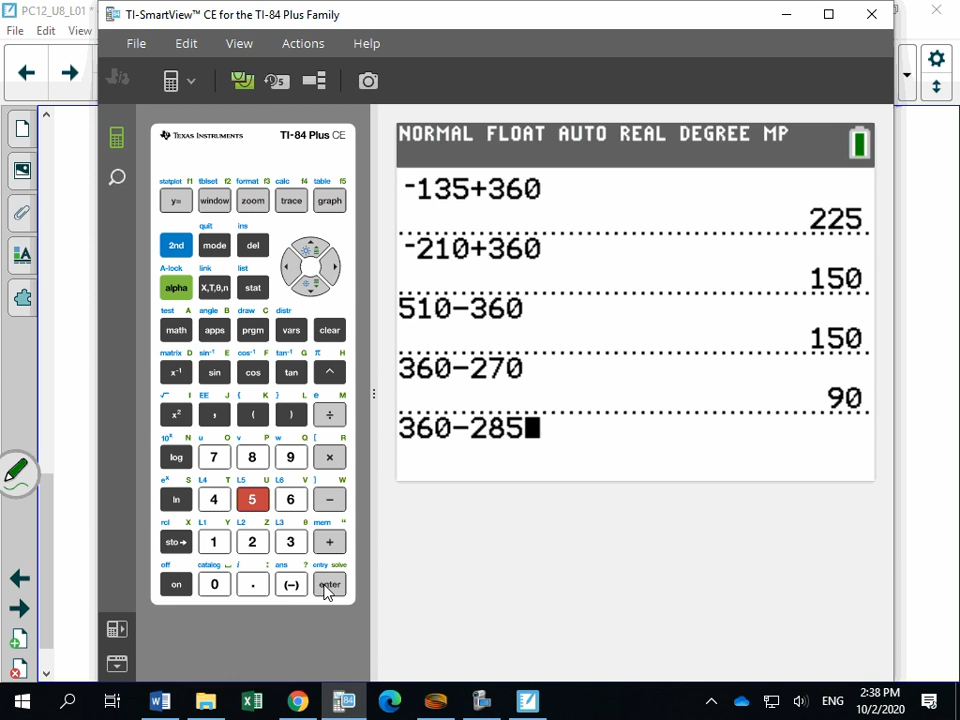 PC12_U8_L01 *
TI-SmartView™ CE for the TI-84 Plus Family
File Edit View
File Edit View Actions Help
TEXAS INSTRUMENTS TI-84 Plus CE
statplot f1 tblset f2 format f3 calc f4 table f5
y= window zoom trace graph
quit ins
2nd mode del
A-lock link list
alpha X,T,θ,n stat
test A angle B draw C distr
math apps prgm vars clear
matrix D sin-1 E cos-1 F tan-1 G π H
x-1 sin cos tan ^
√ I EE J { K } L e M
x² , ( ) ÷
10ˣ N u O v P w Q [ R
log 7 8 9 ×
eˣ S L4 T L5 U L6 V ] W
ln 4 5 6 −
rcl X L1 Y L2 Z L3 θ mem "
sto→ 1 2 3 +
off catalog i : ans ? entry solve
on 0 . (−) enter
NORMAL FLOAT AUTO REAL DEGREE MP
-135+360
225
-210+360
150
510-360
150
360-270
90
360-285
ENG
2:38 PM
10/2/2020